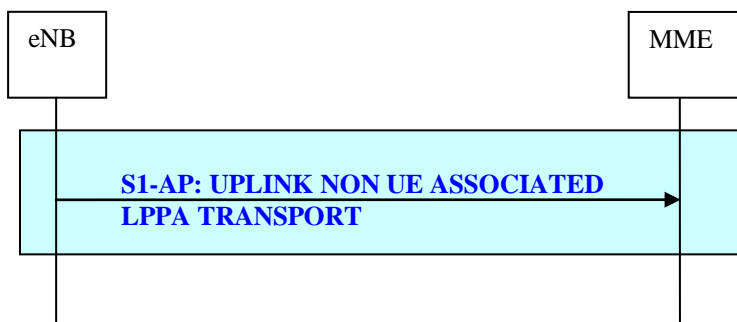 eNB
MME
S1-AP: UPLINK NON UE ASSOCIATED
LPPA TRANSPORT